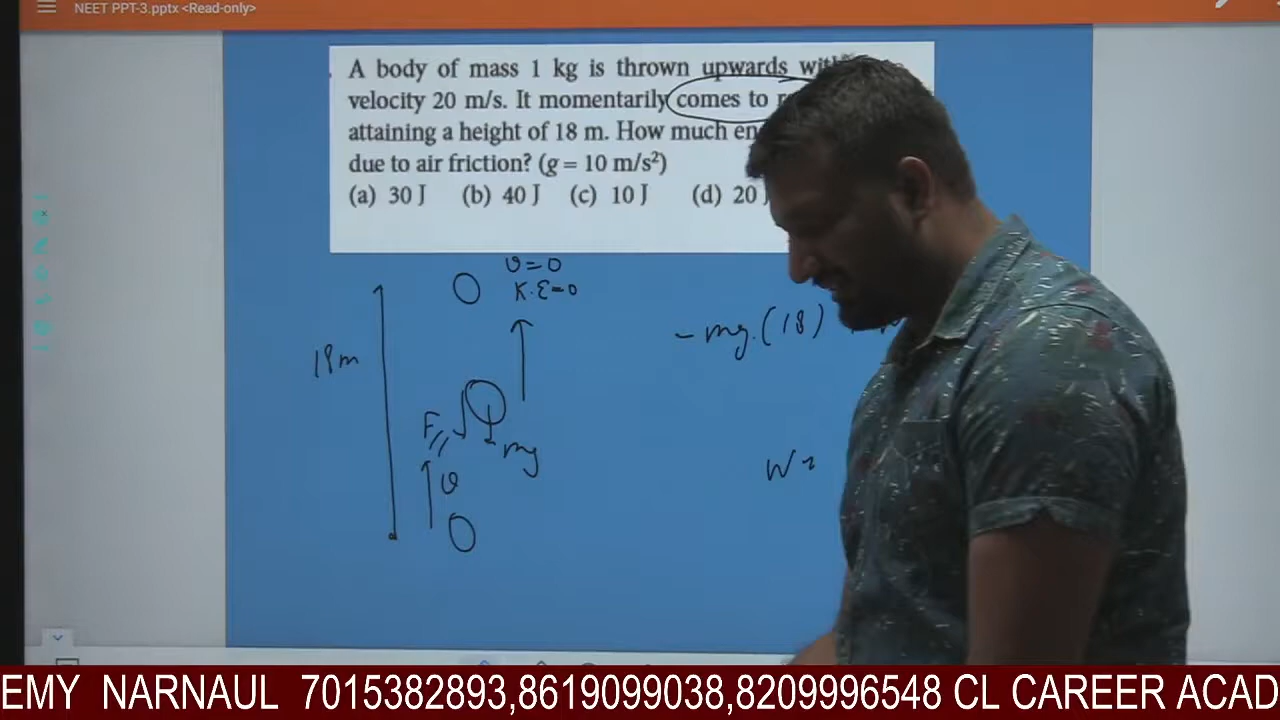 NEET PPT-3.pptx <Read-only>
A body of mass 1 kg is thrown upwards with
velocity 20 m/s. It momentarily comes to
attaining a height of 18 m. How much
due to air friction? (g = 10 m/s²)
(a) 30 J (b) 40 J (c) 10 J (d) 20 J
v=0
K.E=0
-mg.(18)
18m
F
mg
v
W=
EMY NARNAUL 7015382893,8619099038,8209996548 CL CAREER ACAD